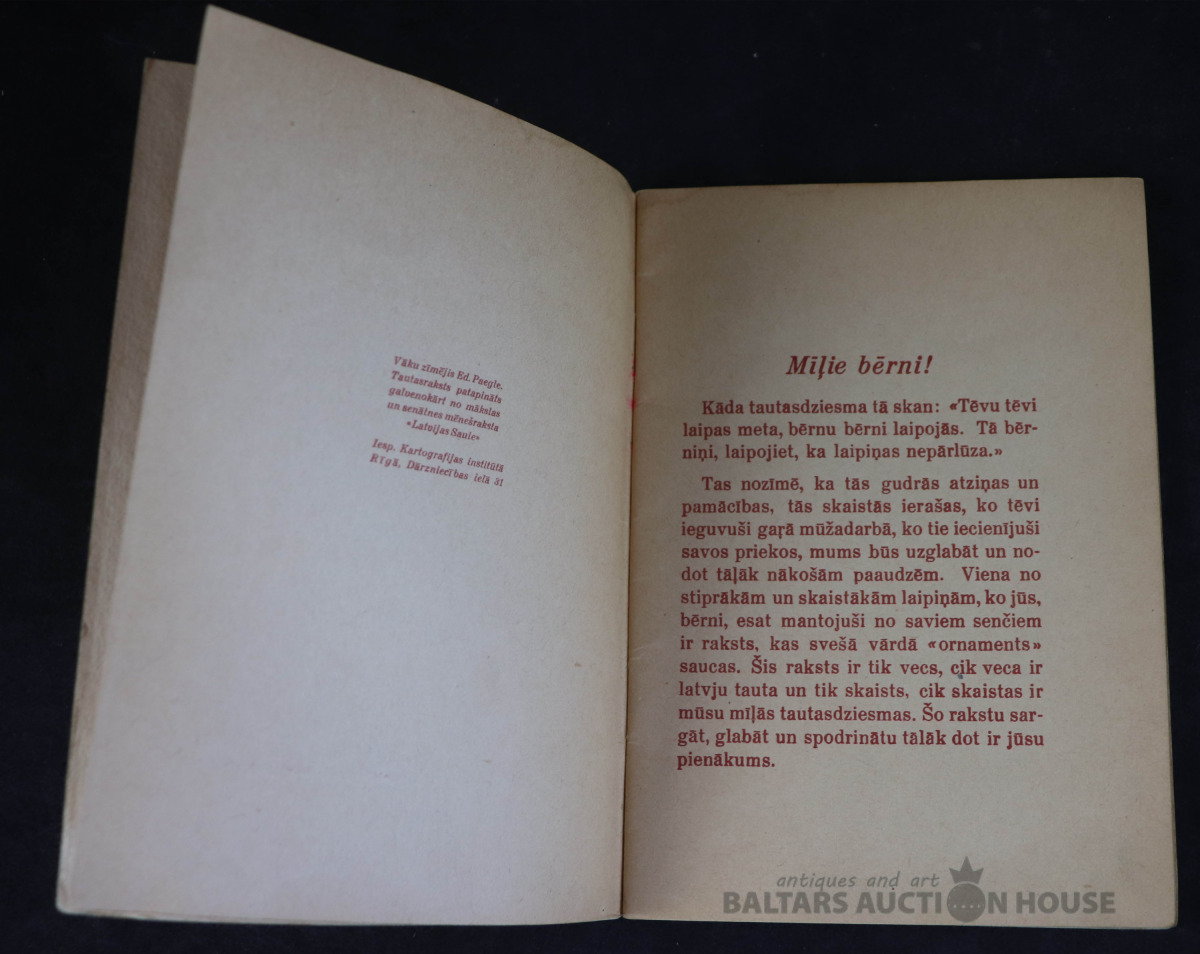 Vāku zīmējis Ed. Paegle.
Tautasraksts patapināts
galvenokārt no mākslas
un senātnes mēnešraksta
«Latvijas Saule»
Iesp. Kartografijas institūtā
Rīgā, Dārzniecības ielā 31
Mīļie bērni!
Kāda tautasdziesma tā skan: «Tēvu tēvi
laipas meta, bērnu bērni laipojās. Tā bēr-
niņi, laipojiet, ka laipiņas nepārlūza.»
Tas nozīmē, ka tās gudrās atziņas un
pamācības, tās skaistās ierašas, ko tēvi
ieguvuši gaŗā mūžadarbā, ko tie iecienījuši
savos priekos, mums būs uzglabāt un no-
dot tāļāk nākošām paaudzēm. Viena no
stiprākām un skaistākām laipiņām, ko jūs,
bērni, esat mantojuši no saviem senčiem
ir raksts, kas svešā vārdā «ornaments»
saucas. Šis raksts ir tik vecs, cik veca ir
latvju tauta un tik skaists, cik skaistas ir
mūsu mīļās tautasdziesmas. Šo rakstu sar-
gāt, glabāt un spodrinātu tālāk dot ir jūsu
pienākums.
antiques and art
BALTARS AUCTION HOUSE